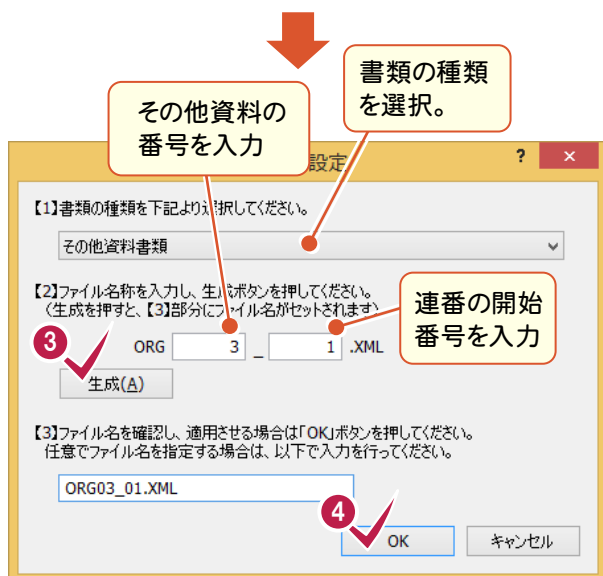 書類の種類
を選択。
その他資料の
番号を入力
設定
?
×
【1】書類の種類を下記より選択してください。
その他資料書類
【2】ファイル名称を入力し、生成ボタンを押してください。
(生成を押すと、【3】部分にファイル名がセットされます)
連番の開始
番号を入力
3
ORG 3 _ 1 .XML
生成(A)
【3】ファイル名を確認し、適用させる場合は「OK」ボタンを押してください。
任意でファイル名を指定する場合は、以下で入力を行ってください。
ORG03_01.XML
4
OK
キャンセル